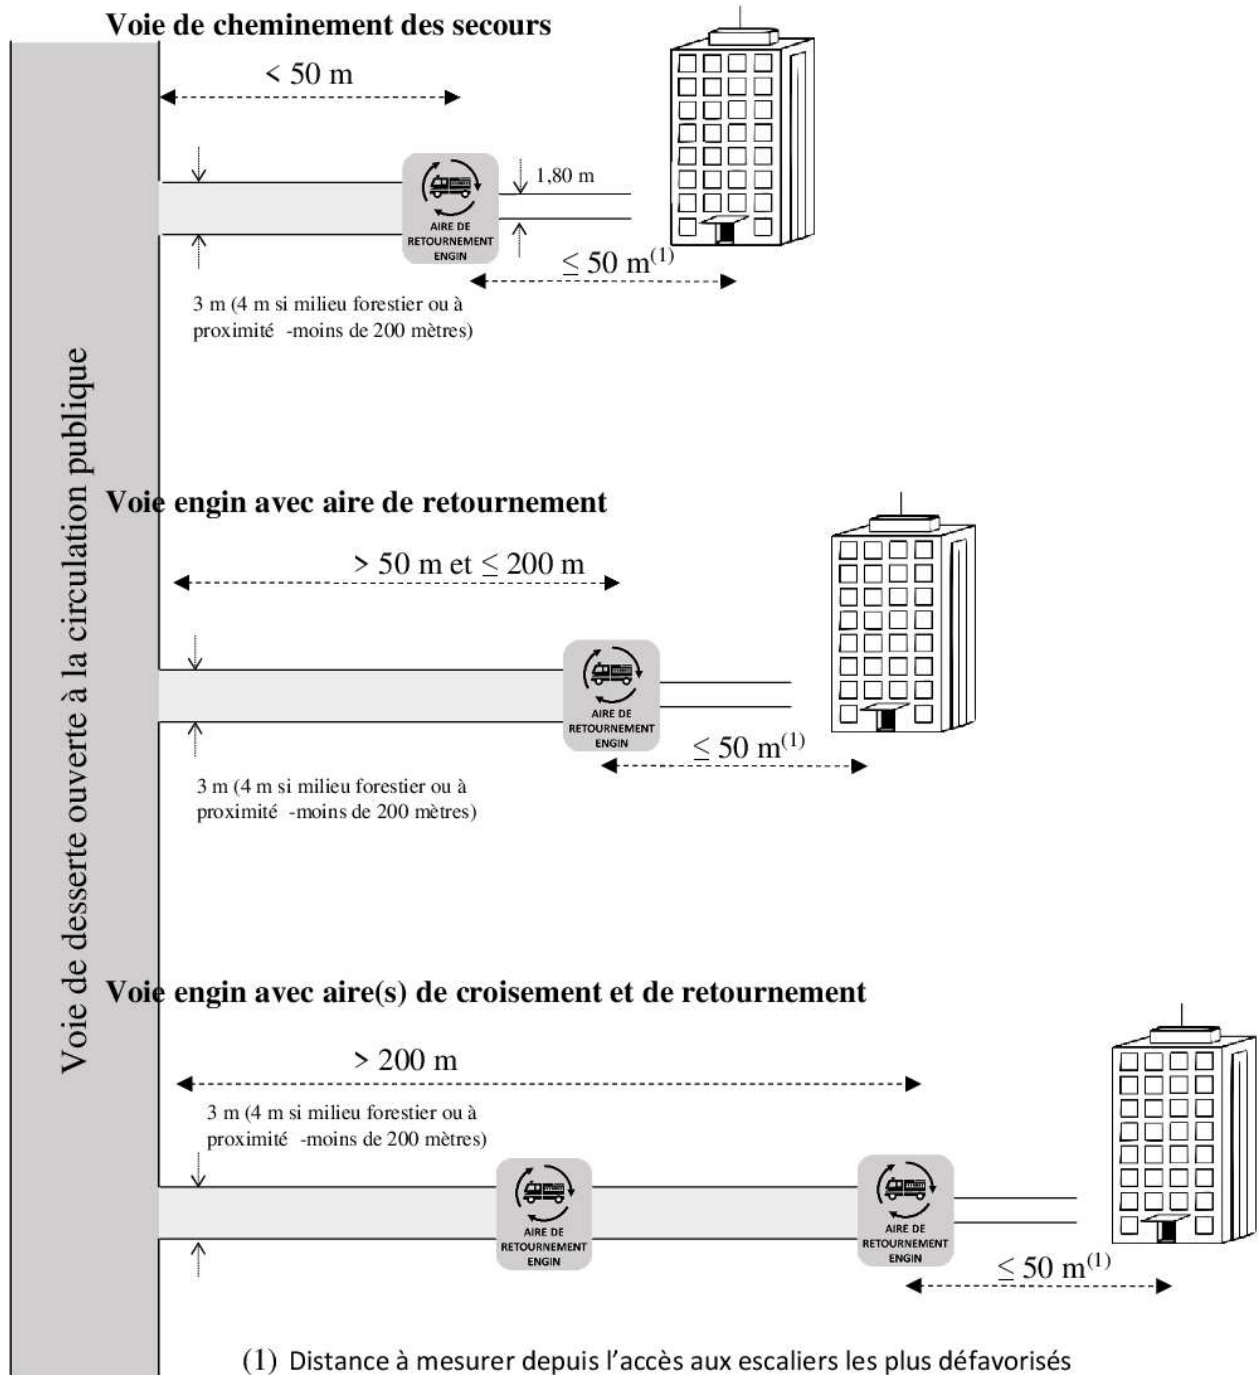 Voie de cheminement des secours
< 50 m
1,80 m
AIRE DE
RETOURNEMENT
ENGIN
≤ 50 m(1)
3 m (4 m si milieu forestier ou à
proximité -moins de 200 mètres)
Voie de desserte ouverte à la circulation publique
Voie engin avec aire de retournement
> 50 m et ≤ 200 m
AIRE DE
RETOURNEMENT
ENGIN
≤ 50 m(1)
3 m (4 m si milieu forestier ou à
proximité -moins de 200 mètres)
Voie engin avec aire(s) de croisement et de retournement
> 200 m
3 m (4 m si milieu forestier ou à
proximité -moins de 200 mètres)
AIRE DE
RETOURNEMENT
ENGIN
AIRE DE
RETOURNEMENT
ENGIN
≤ 50 m(1)
(1) Distance à mesurer depuis l'accès aux escaliers les plus défavorisés